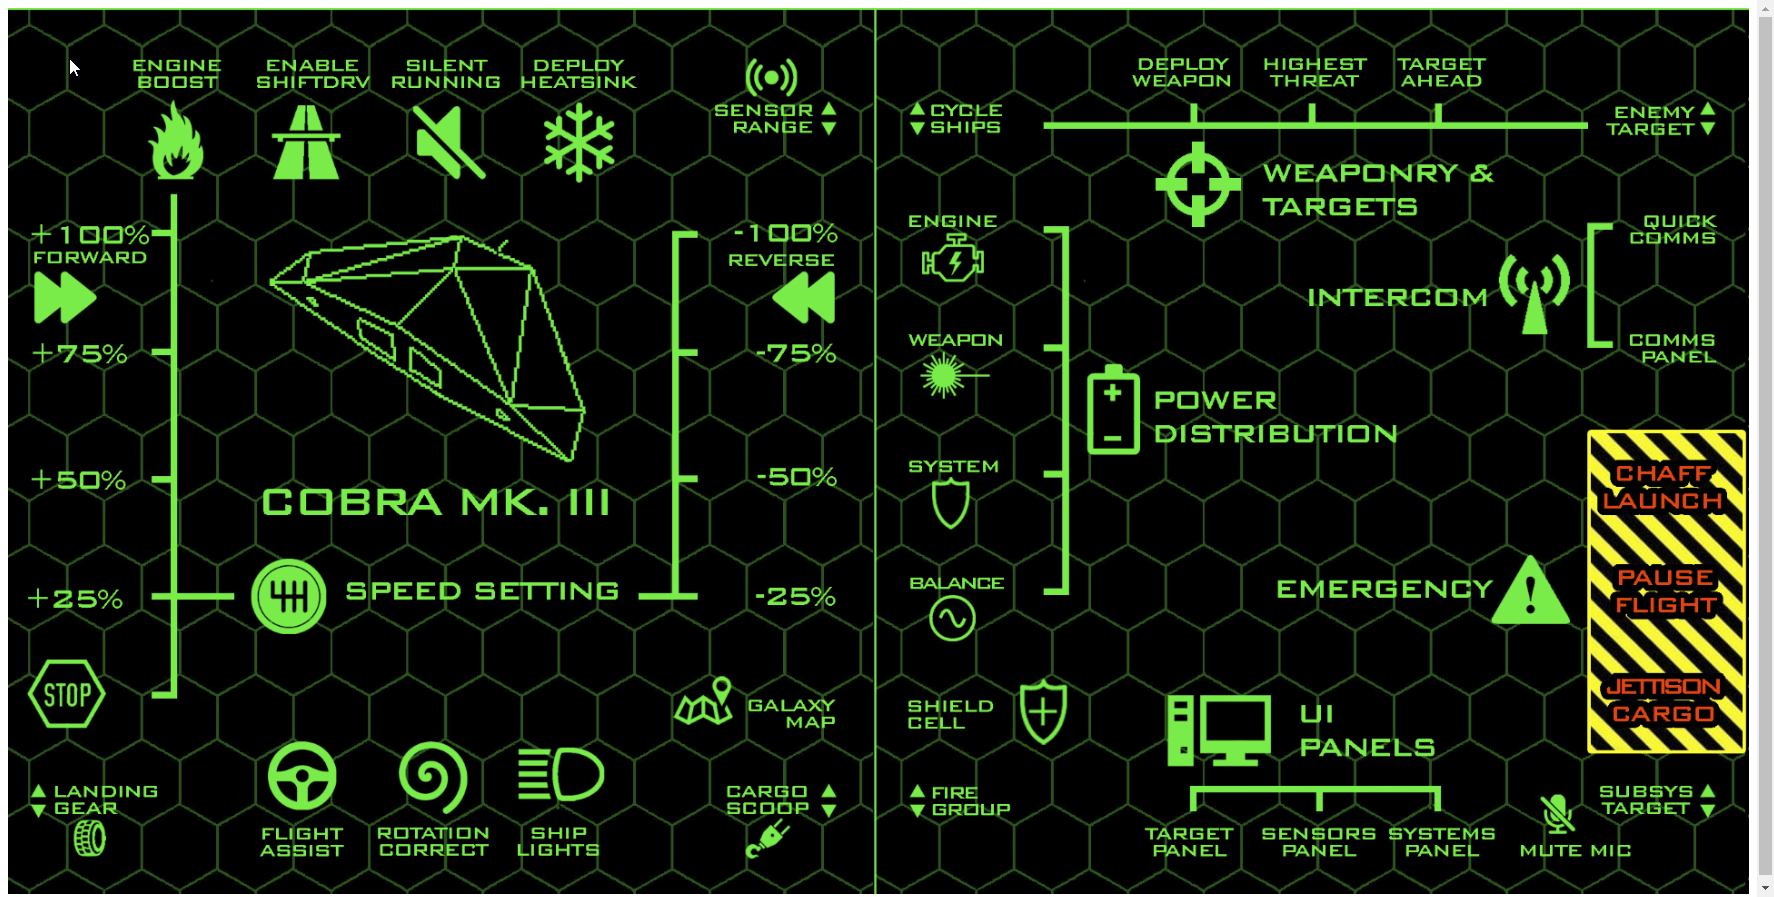 ENGINE
BOOST
ENABLE
SHIFTDRV
SILENT
RUNNING
DEPLOY
HEATSINK
SENSOR
RANGE
+100%
FORWARD
+75%
+50%
+25%
STOP
-100%
REVERSE
-75%
-50%
-25%
COBRA MK. III
SPEED SETTING
GALAXY
MAP
LANDING
GEAR
FLIGHT
ASSIST
ROTATION
CORRECT
SHIP
LIGHTS
CARGO
SCOOP
CYCLE
SHIPS
DEPLOY
WEAPON
HIGHEST
THREAT
TARGET
AHEAD
ENEMY
TARGET
WEAPONRY &
TARGETS
ENGINE
WEAPON
SYSTEM
BALANCE
POWER
DISTRIBUTION
INTERCOM
QUICK
COMMS
COMMS
PANEL
EMERGENCY
CHAFF
LAUNCH
PAUSE
FLIGHT
JETTISON
CARGO
SHIELD
CELL
UI
PANELS
FIRE
GROUP
TARGET
PANEL
SENSORS
PANEL
SYSTEMS
PANEL
MUTE MIC
SUBSYS
TARGET